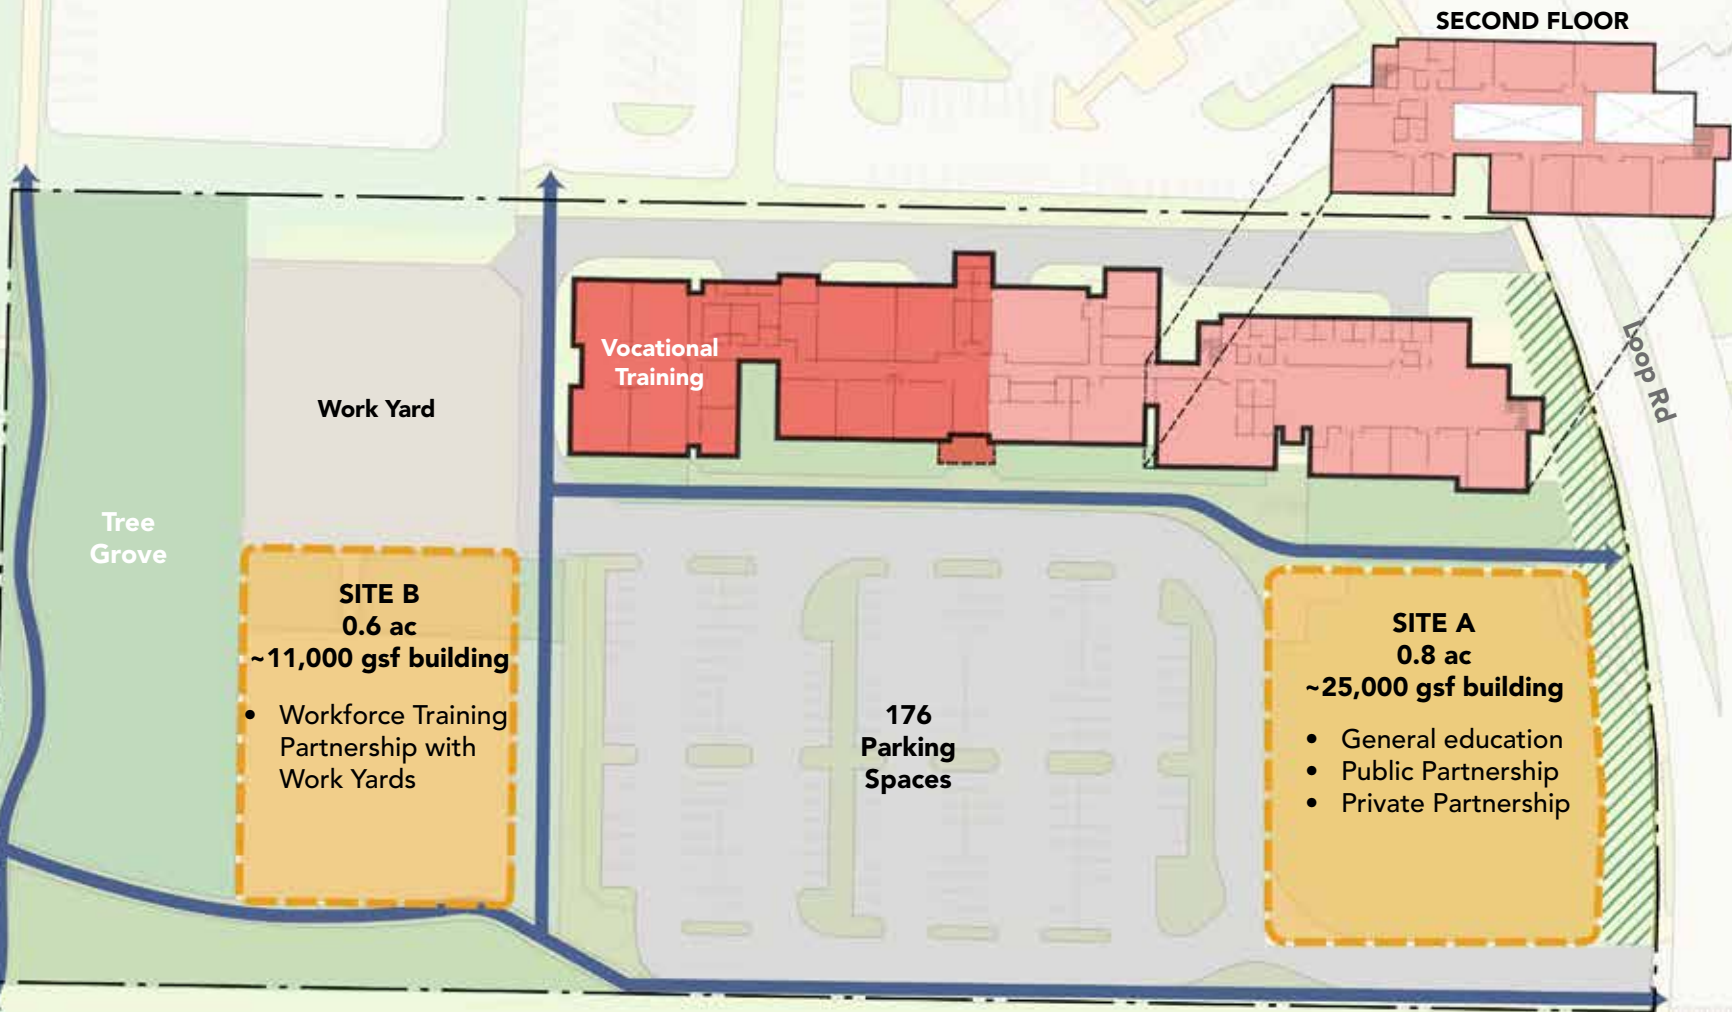 SECOND FLOOR
Vocational
Training
Work Yard
Loop Rd
Tree
Grove
SITE B
0.6 ac
~11,000 gsf building
• Workforce Training
Partnership with
Work Yards
176
Parking
Spaces
SITE A
0.8 ac
~25,000 gsf building
• General education
• Public Partnership
• Private Partnership